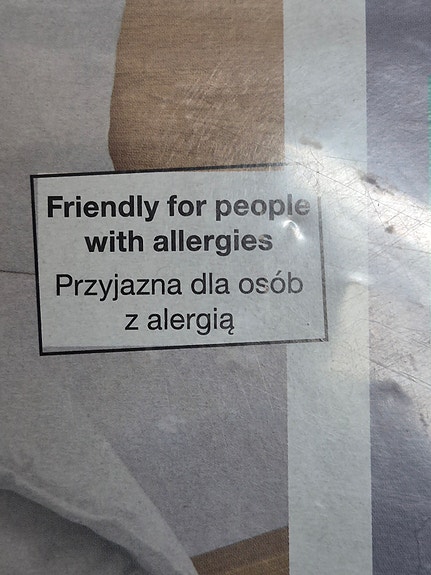 Friendly for people
with allergies
Przyjazna dla osób
z alergią